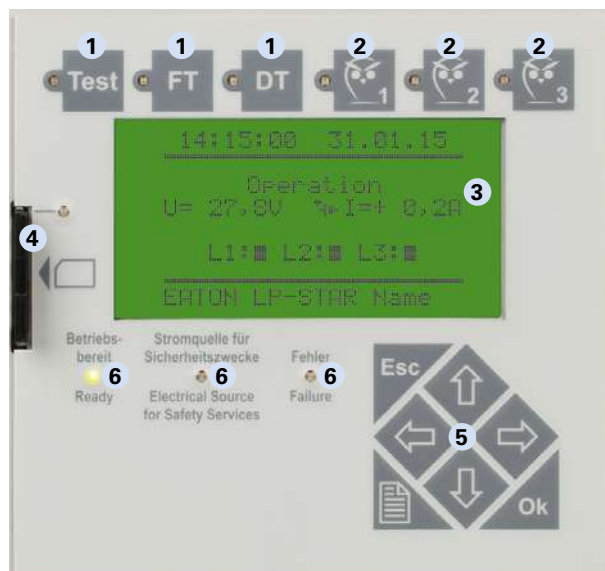 1 1 1 2 2 2
Test FT DT 1 2 3
14:15:00 31.01.15
Operation
3
U= 27,8V I=+ 0,2A
4
L1: L2: L3:
EATON LP-STAR Name
Betriebs-
bereit
6
Ready
Stromquelle für
Sicherheitszwecke
6
Electrical Source
for Safety Services
Fehler
6
Failure
Esc
5
Ok